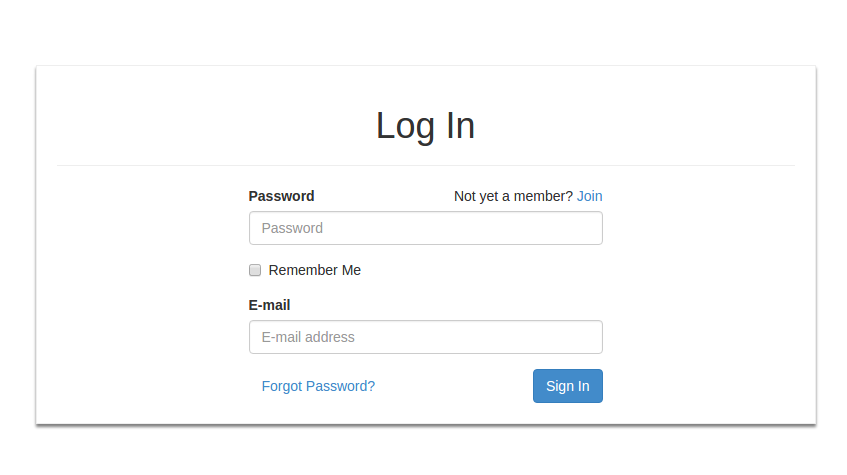 Log In
Password Not yet a member? Join
Password
Remember Me
E-mail
E-mail address
Forgot Password? Sign In